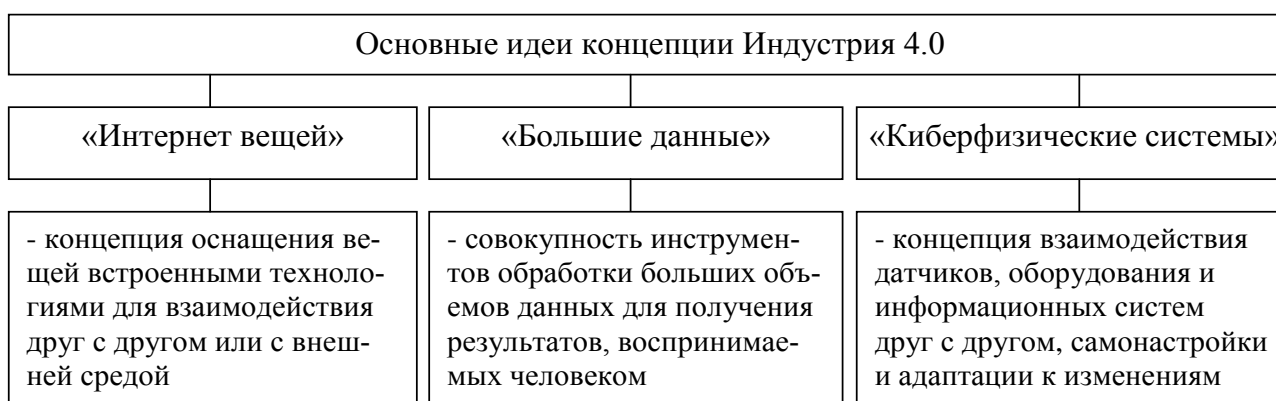 Основные идеи концепции Индустрия 4.0
«Интернет вещей»
«Большие данные»
«Киберфизические системы»
- концепция оснащения ве-
щей встроенными техноло-
гиями для взаимодействия
друг с другом или с внеш-
ней средой
- совокупность инструмен-
тов обработки больших объ-
емов данных для получения
результатов, воспринимае-
мых человеком
- концепция взаимодействия
датчиков, оборудования и
информационных систем
друг с другом, самонастройки
и адаптации к изменениям